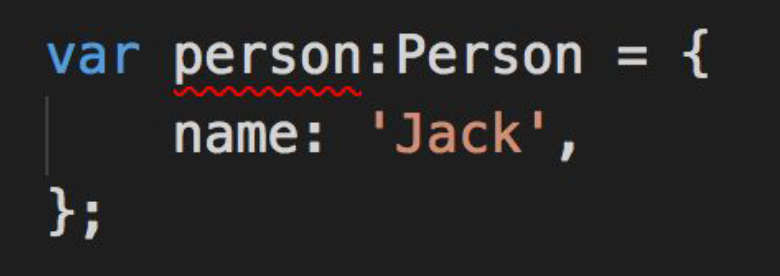 var person:Person = {
    name: 'Jack',
};